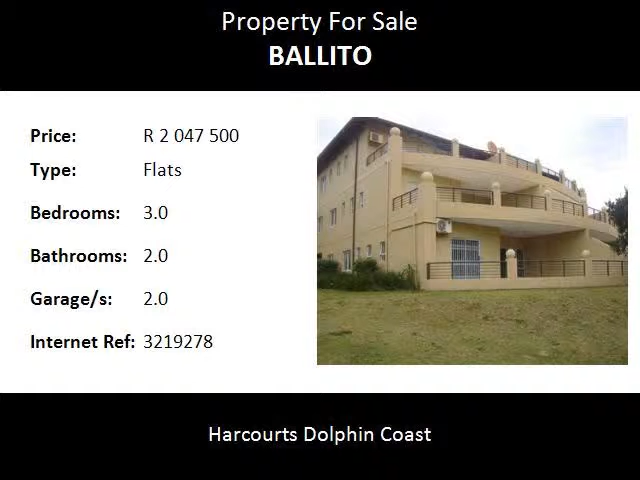 Property For Sale
BALLITO
Price: R 2 047 500
Type: Flats
Bedrooms: 3.0
Bathrooms: 2.0
Garage/s: 2.0
Internet Ref: 3219278
Harcourts Dolphin Coast